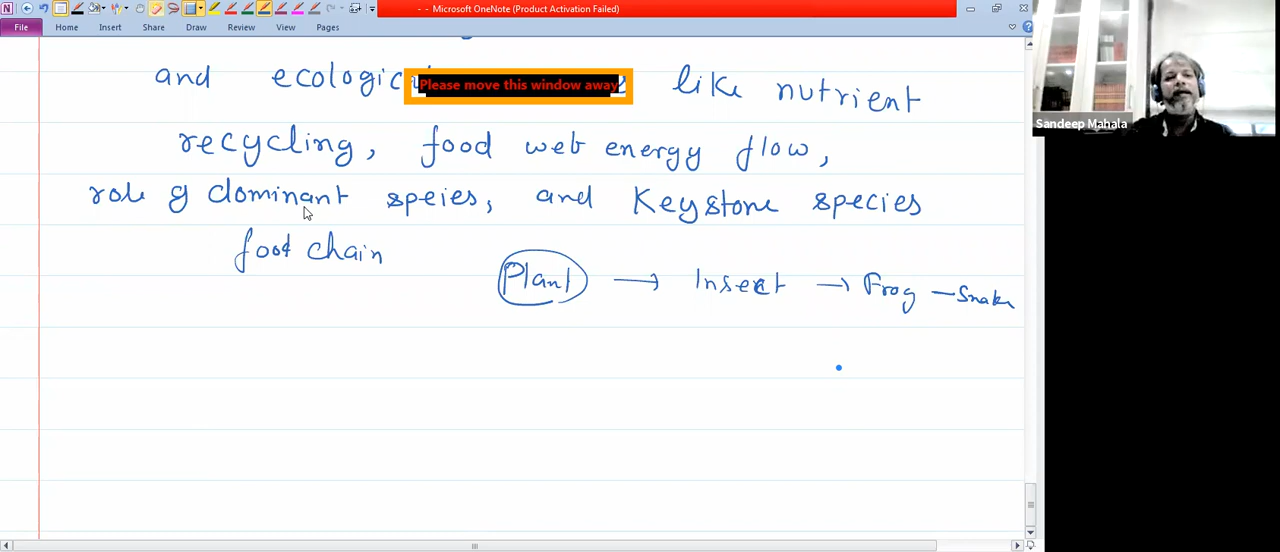 - - Microsoft OneNote (Product Activation Failed)
File Home Insert Share Draw Review View Pages
and ecologic like nutrient
Please move this window away
recycling, food web energy flow,
role of dominant speies, and Keystone species
food chain
Plant → Insect → Frog — Snake
Sandeep Mahala